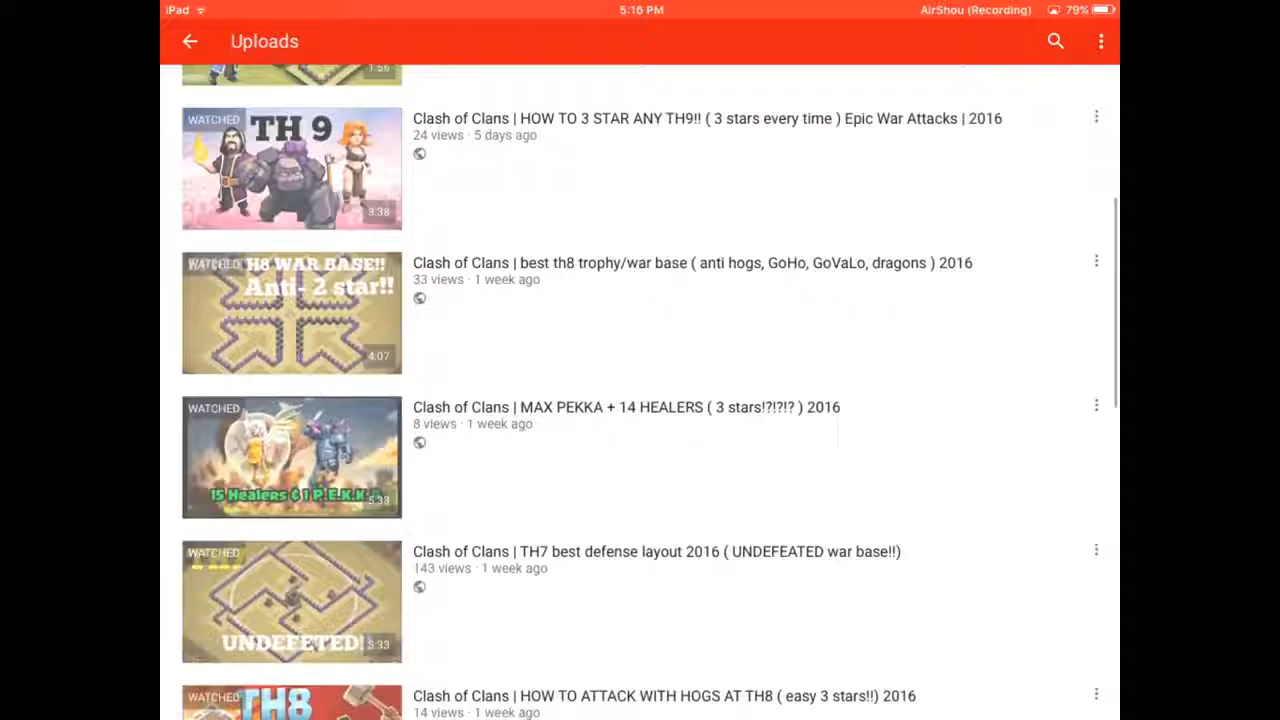 iPad 5:16 PM AirShou (Recording) 79%
Uploads
1:56
WATCHED
TH 9
3:38
Clash of Clans | HOW TO 3 STAR ANY TH9!! ( 3 stars every time ) Epic War Attacks | 2016
24 views · 5 days ago
WATCHED H8 WAR BASE!!
Anti- 2 star!!
4:07
Clash of Clans | best th8 trophy/war base ( anti hogs, GoHo, GoVaLo, dragons ) 2016
33 views · 1 week ago
WATCHED
15 Healers & 1 P.E.K.K
5:33
Clash of Clans | MAX PEKKA + 14 HEALERS ( 3 stars!?!?!? ) 2016
8 views · 1 week ago
WATCHED
UNDEFETED!
3:33
Clash of Clans | TH7 best defense layout 2016 ( UNDEFEATED war base!!)
143 views · 1 week ago
WATCHED
TH8
Clash of Clans | HOW TO ATTACK WITH HOGS AT TH8 ( easy 3 stars!!) 2016
14 views · 1 week ago